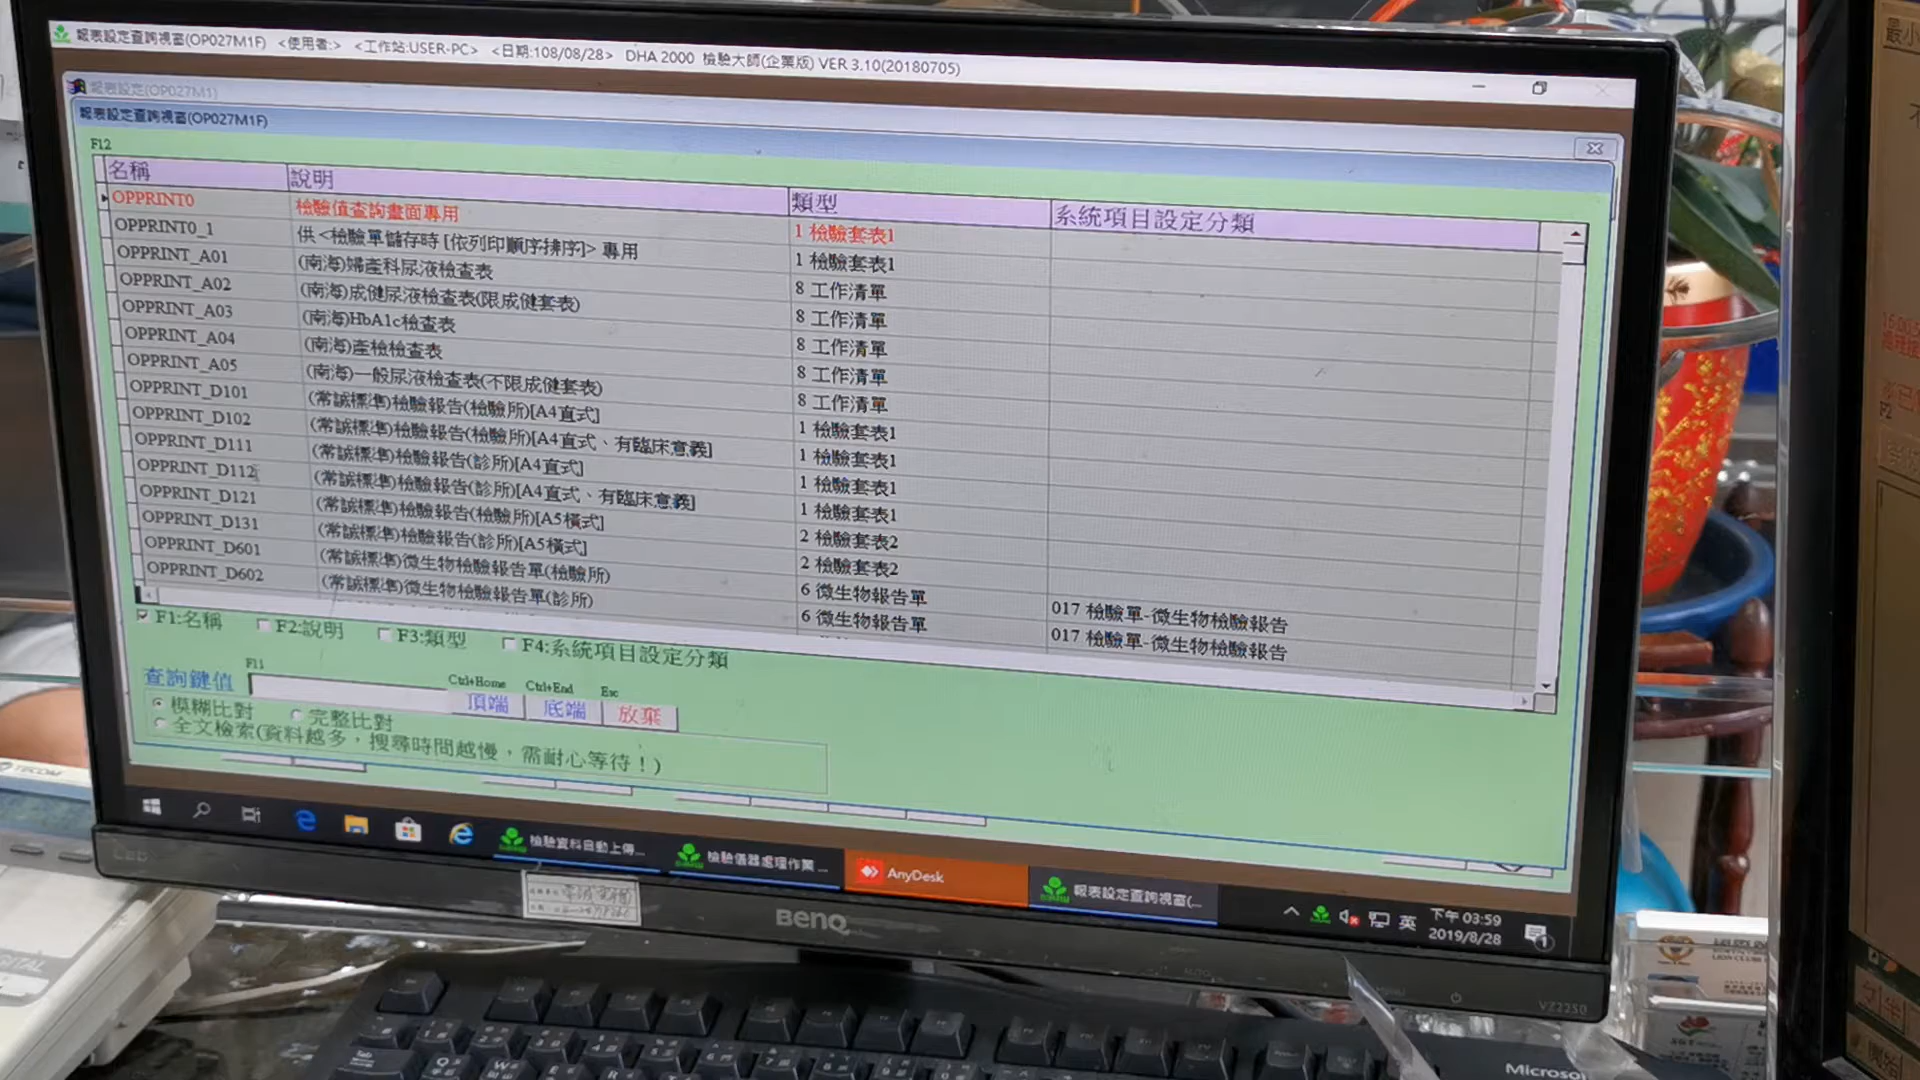 報表設定查詢視窗(OP027M1F) <使用者:> <工作站:USER-PC> <日期:108/08/28> DHA 2000 檢驗大師(企業版) VER 3.10(20180705)
報表設定(OP027M1)
報表設定查詢視窗(OP027M1F)
F12
名稱 說明 類型 系統項目設定分類
OPPRINT0 檢驗值查詢畫面專用 1 檢驗套表1
OPPRINT0_1 供<檢驗單儲存時 [依列印順序排序]> 專用 1 檢驗套表1
OPPRINT_A01 (南海)婦產科尿液檢查表 8 工作清單
OPPRINT_A02 (南海)成健尿液檢查表(限成健套表) 8 工作清單
OPPRINT_A03 (南海)HbA1c檢查表 8 工作清單
OPPRINT_A04 (南海)產檢檢查表 8 工作清單
OPPRINT_A05 (南海)一般尿液檢查表(不限成健套表) 8 工作清單
OPPRINT_D101 (常誠標準)檢驗報告(檢驗所)[A4直式] 1 檢驗套表1
OPPRINT_D102 (常誠標準)檢驗報告(檢驗所)[A4直式、有臨床意義] 1 檢驗套表1
OPPRINT_D111 (常誠標準)檢驗報告(診所)[A4直式] 1 檢驗套表1
OPPRINT_D112 (常誠標準)檢驗報告(診所)[A4直式、有臨床意義] 1 檢驗套表1
OPPRINT_D121 (常誠標準)檢驗報告(檢驗所)[A5橫式] 2 檢驗套表2
OPPRINT_D131 (常誠標準)檢驗報告(診所)[A5橫式] 2 檢驗套表2
OPPRINT_D601 (常誠標準)微生物檢驗報告單(檢驗所) 6 微生物報告單 017 檢驗單-微生物檢驗報告
OPPRINT_D602 (常誠標準)微生物檢驗報告單(診所) 6 微生物報告單 017 檢驗單-微生物檢驗報告
F1:名稱 F2:說明 F3:類型 F4:系統項目設定分類
查詢鍵值 F11
Ctrl+Home Ctrl+End Esc
頂端 底端 放棄
模糊比對 完整比對
全文檢索(資料越多，搜尋時間越慢，需耐心等待！)
檢驗資料自動上傳...
檢驗儀器處理作業...
AnyDesk
報表設定查詢視窗(...
英
下午 03:59
2019/8/28
BenQ
VZ2250
TECOM
Microsoft
F2